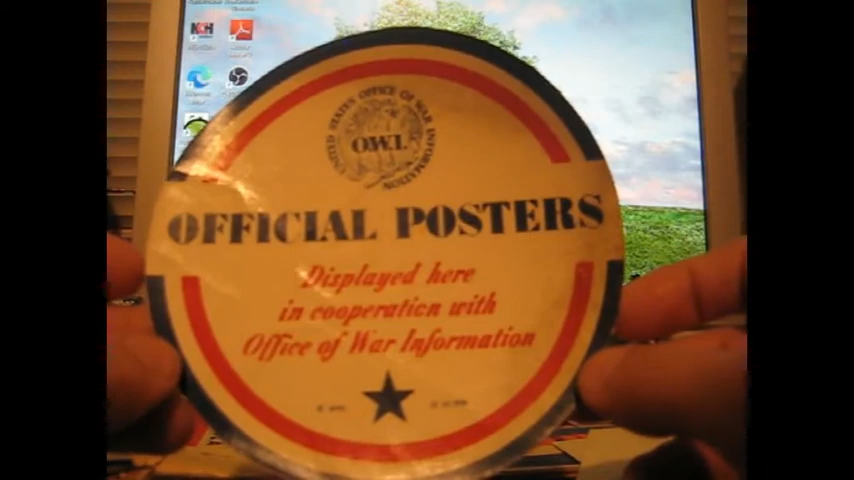 UNITED STATES OFFICE OF WAR INFORMATION
O.W.I.
OFFICIAL POSTERS
Displayed here
in cooperation with
Office of War Information